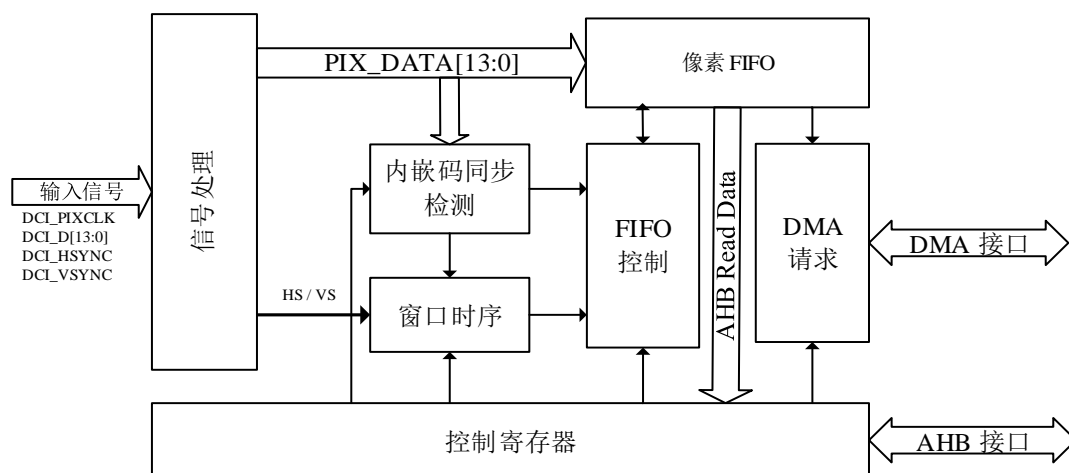 PIX_DATA[13:0]
像素 FIFO
信号处理
输入信号
DCI_PIXCLK
DCI_D[13:0]
DCI_HSYNC
DCI_VSYNC
内嵌码同步
检测
FIFO
控制
AHB Read Data
DMA
请求
DMA 接口
HS / VS
窗口时序
控制寄存器
AHB 接口